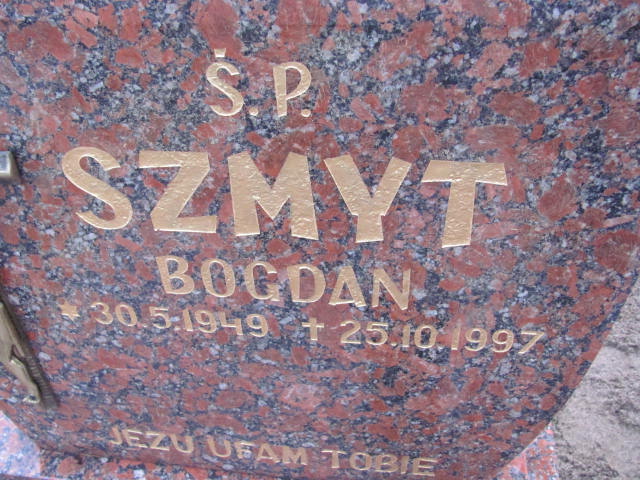 Ś.P.
SZMYT
BOGDAN
* 30.5.1949 † 25.10.1997
JEZU UFAM TOBIE